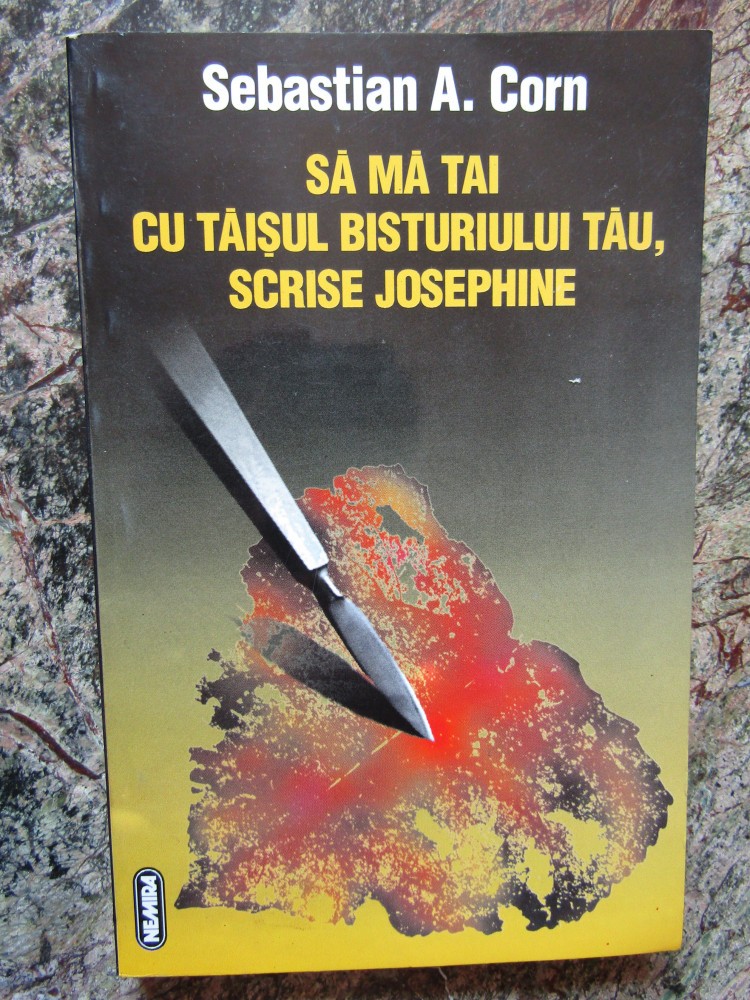 Sebastian A. Corn
SĂ MĂ TAI
CU TĂIȘUL BISTURIULUI TĂU,
SCRISE JOSEPHINE
NEMIRA